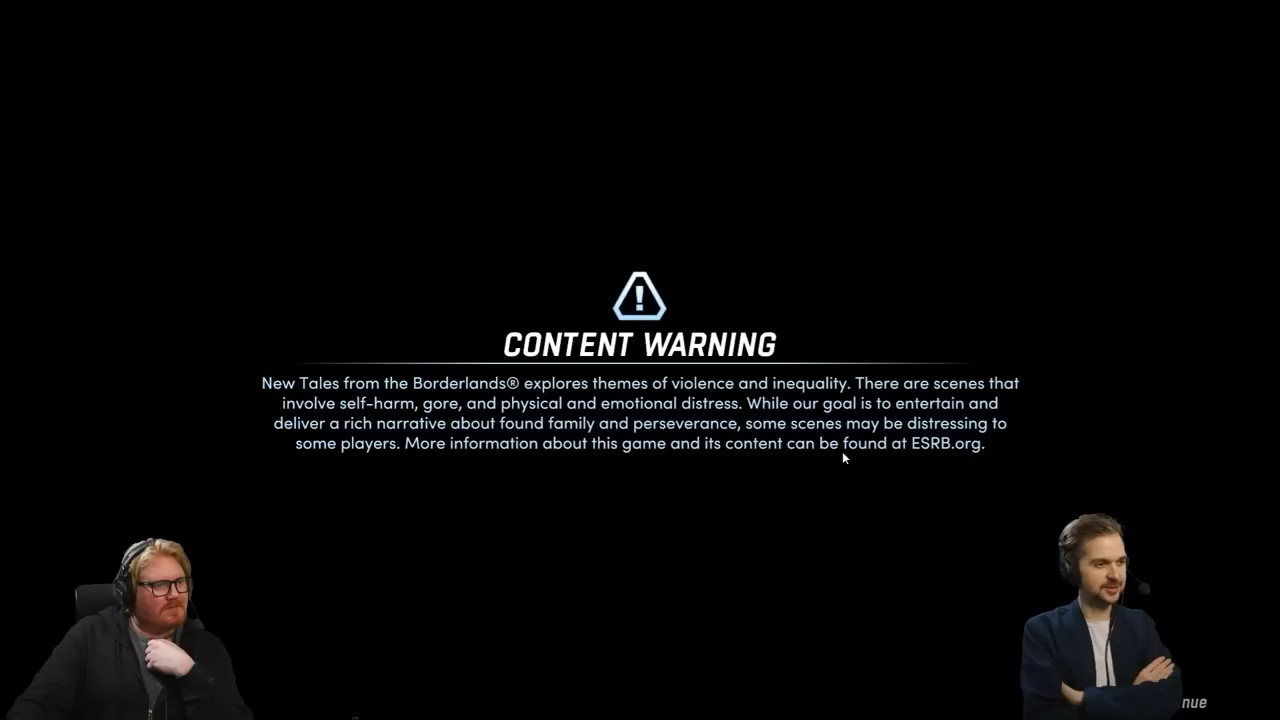 CONTENT WARNING
New Tales from the Borderlands® explores themes of violence and inequality. There are scenes that
involve self-harm, gore, and physical and emotional distress. While our goal is to entertain and
deliver a rich narrative about found family and perseverance, some scenes may be distressing to
some players. More information about this game and its content can be found at ESRB.org.
nue